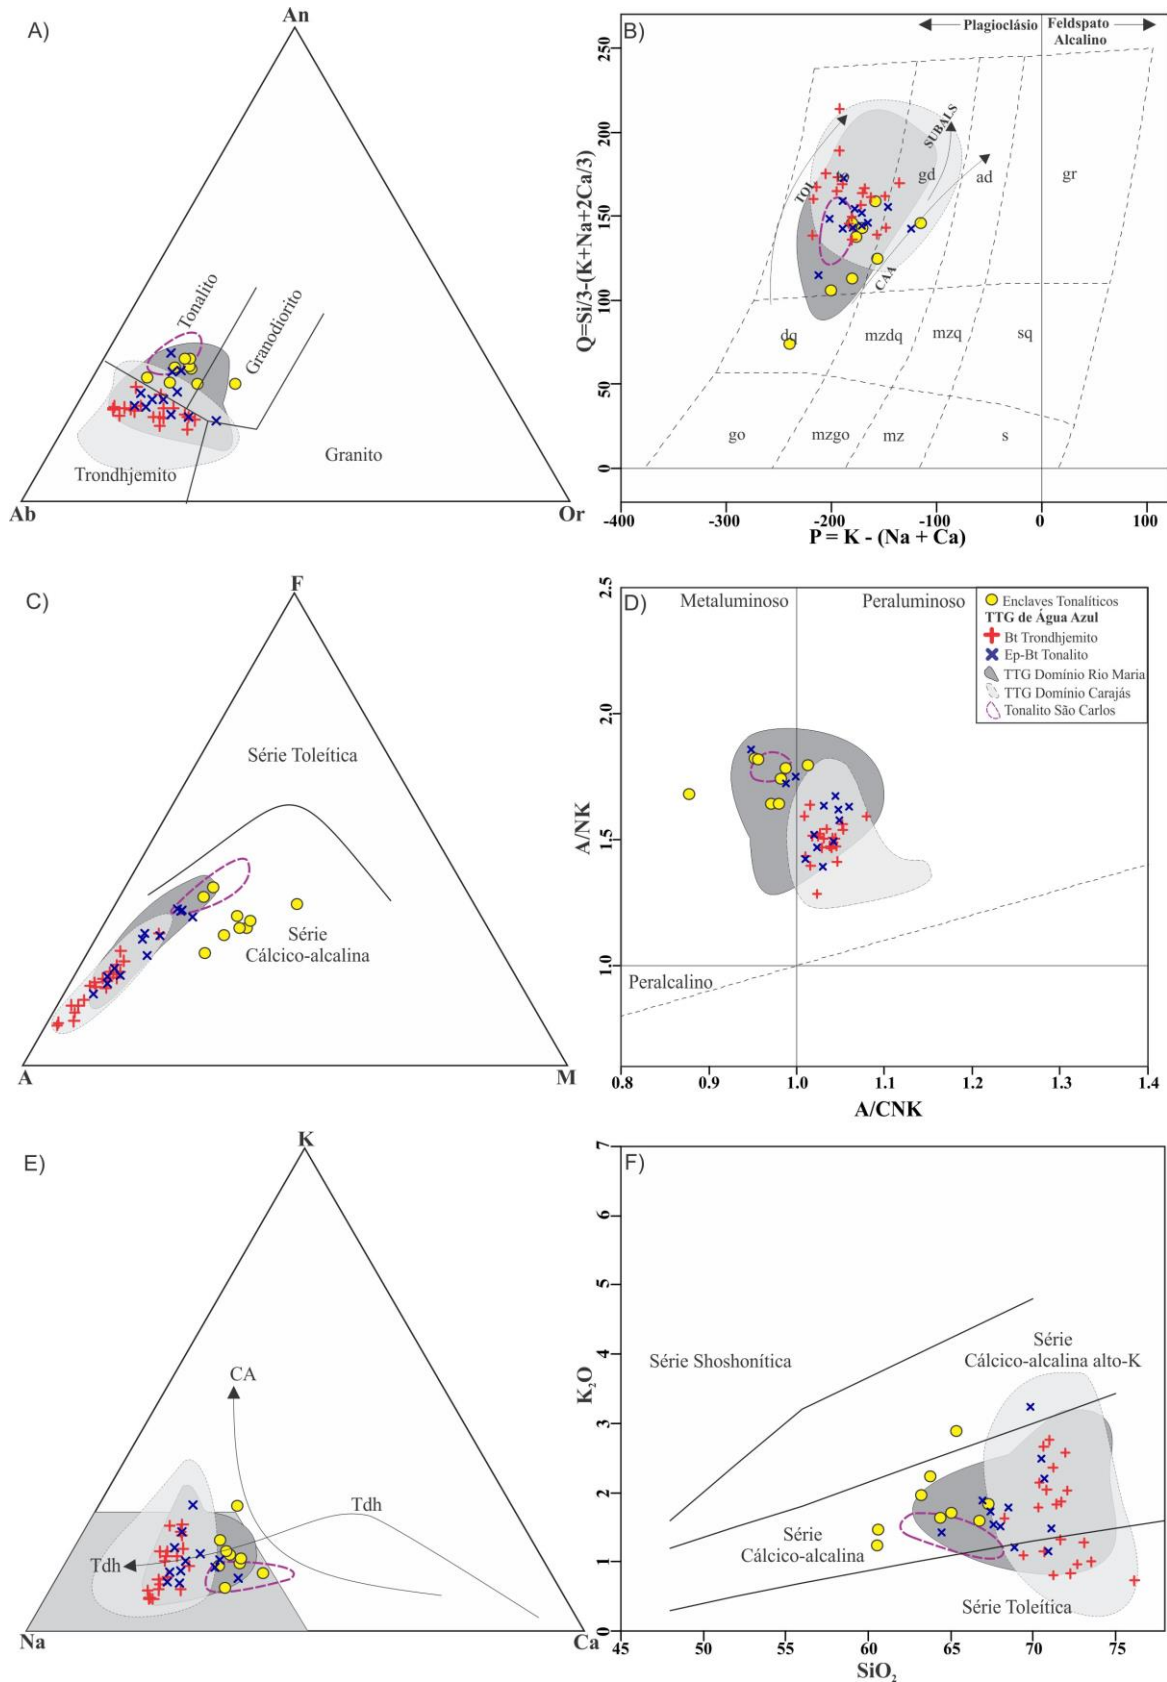 A)
An
Tonalito
Granodiorito
Granito
Trondhjemito
Ab
Or
B)
Plagioclásio
Feldspato
Alcalino
250
200
150
100
50
0
Q=Si/3-(K+Na+2Ca/3)
TOL
SUBALS
CAA
gd
ad
gr
dq
mzdq
mzq
sq
go
mzgo
mz
s
-400
-300
-200
-100
0
100
P = K - (Na + Ca)
C)
F
Série Toleítica
Série
Cálcico-alcalina
A
M
D)
Metaluminoso
Peraluminoso
Enclaves Tonalíticos
TTG de Água Azul
Bt Trondhjemito
Ep-Bt Tonalito
TTG Domínio Rio Maria
TTG Domínio Carajás
Tonalito São Carlos
2.5
2.0
1.5
1.0
A/NK
Peralcalino
0.8
0.9
1.0
1.1
1.2
1.3
1.4
A/CNK
E)
K
CA
Tdh
Tdh
Na
Ca
F)
7
6
5
4
3
2
1
0
K₂O
Série Shoshonítica
Série
Cálcico-alcalina alto-K
Série
Cálcico-alcalina
Série Toleítica
45
50
55
60
65
70
75
SiO₂